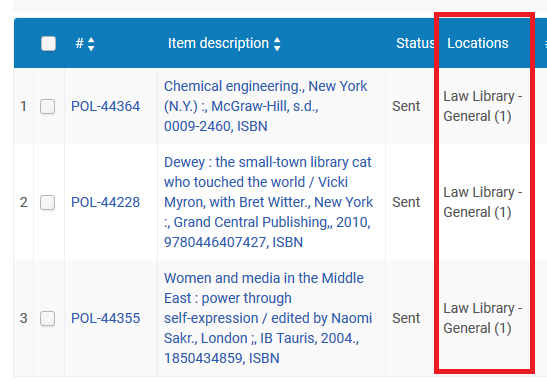 # Item description Status Locations
1 POL-44364 Chemical engineering., New York
(N.Y.) :, McGraw-Hill, s.d.,
0009-2460, ISBN
Sent
Law Library -
General (1)
2 POL-44228 Dewey : the small-town library cat
who touched the world / Vicki
Myron, with Bret Witter., New York
:, Grand Central Publishing,, 2010,
9780446407427, ISBN
Sent
Law Library -
General (1)
3 POL-44355 Women and media in the Middle
East : power through
self-expression / edited by Naomi
Sakr., London ;, IB Tauris, 2004.,
1850434859, ISBN
Sent
Law Library -
General (1)